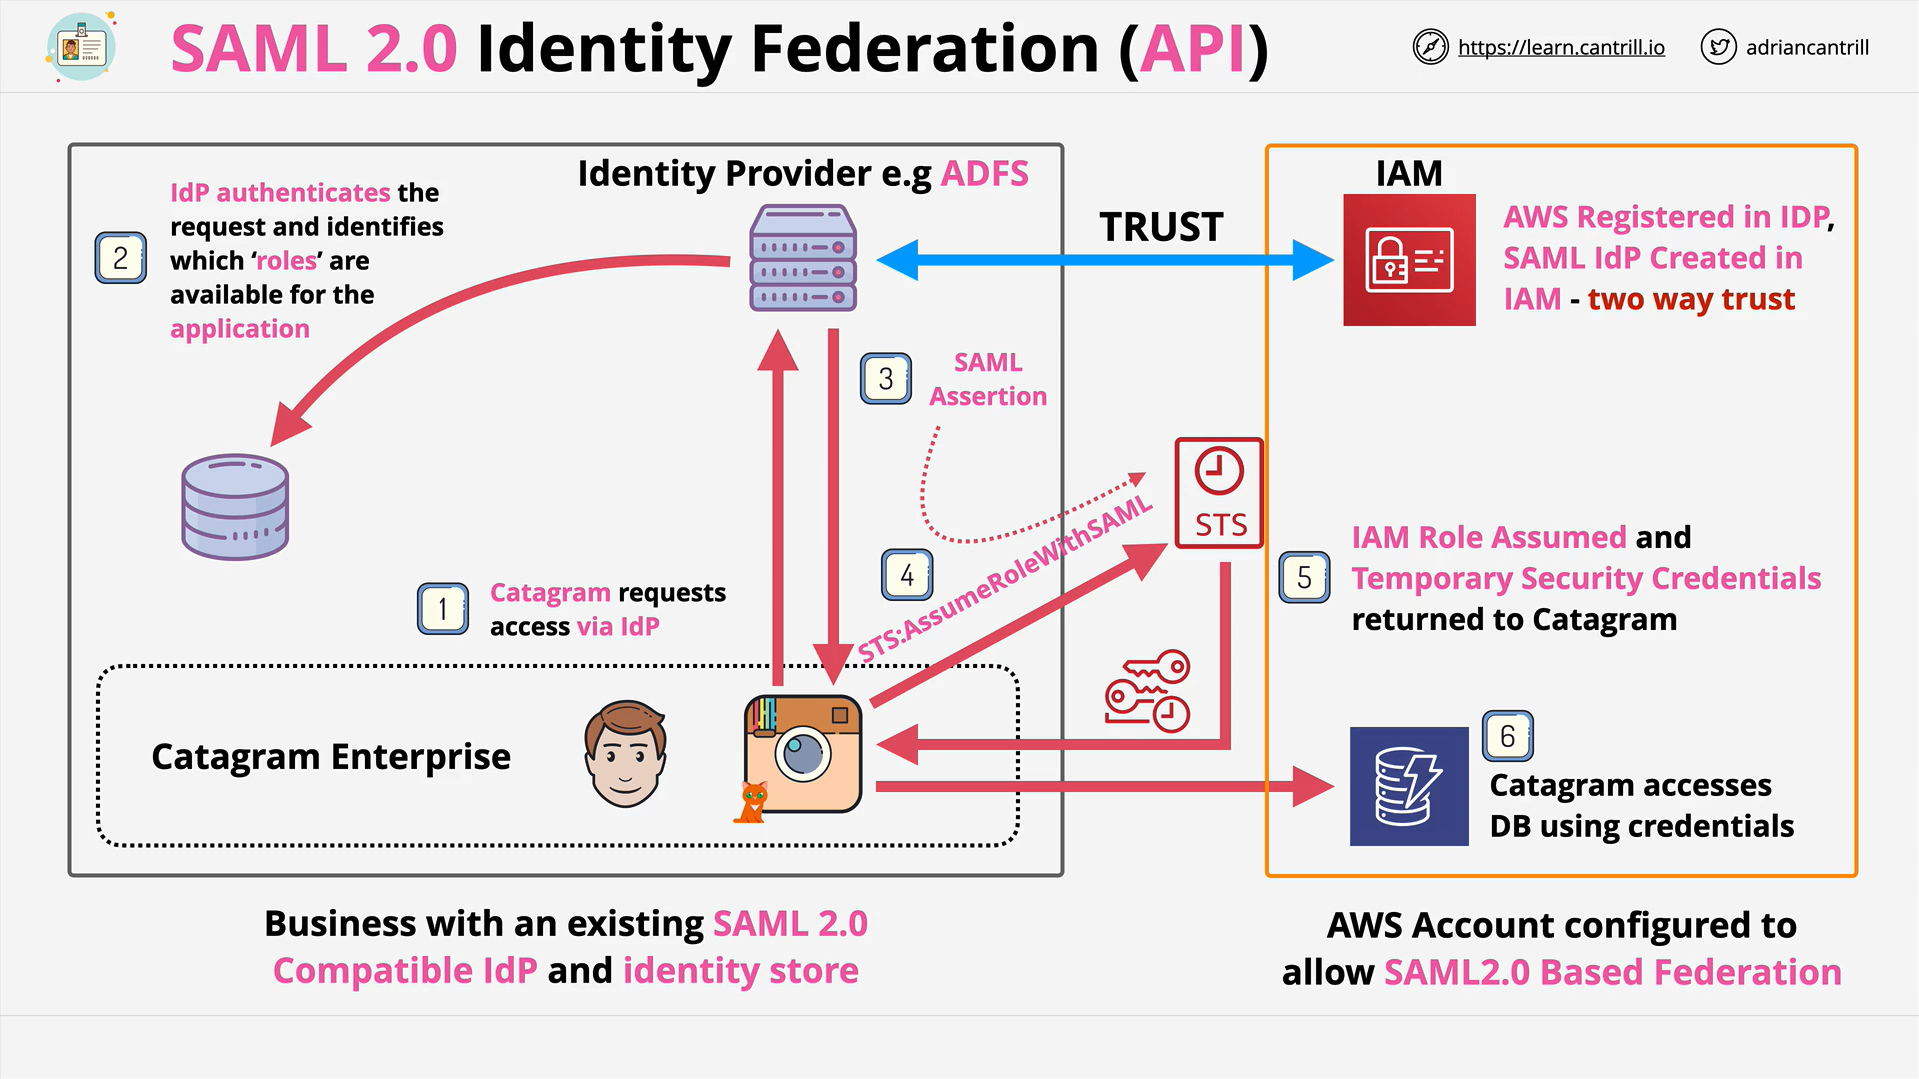 SAML 2.0 Identity Federation (API)
https://learn.cantrill.io
adriancantrill
Identity Provider e.g ADFS
2
IdP authenticates the
request and identifies
which ‘roles’ are
available for the
application
TRUST
IAM
AWS Registered in IDP,
SAML IdP Created in
IAM - two way trust
3
SAML
Assertion
STS
4
STS:AssumeRoleWithSAML
1
Catagram requests
access via IdP
5
IAM Role Assumed and
Temporary Security Credentials
returned to Catagram
Catagram Enterprise
6
Catagram accesses
DB using credentials
Business with an existing SAML 2.0
Compatible IdP and identity store
AWS Account configured to
allow SAML2.0 Based Federation